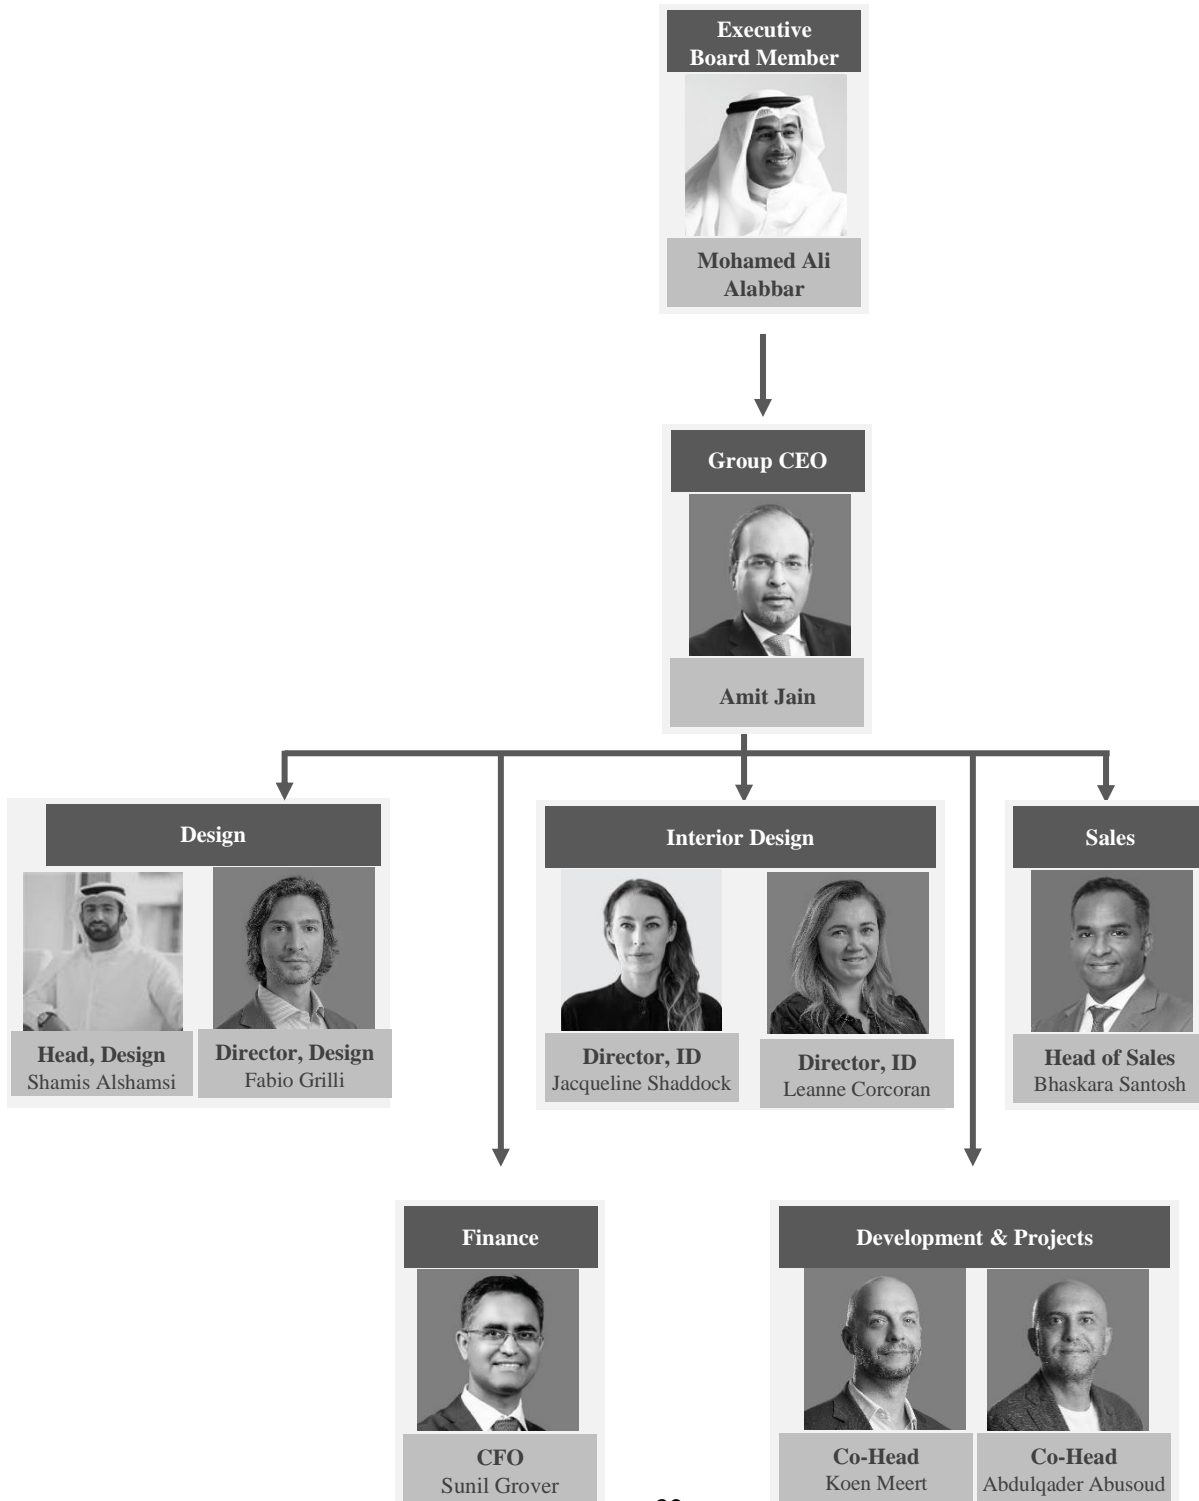 Executive
Board Member
Mohamed Ali
Alabbar
Group CEO
Amit Jain
Design
Head, Design
Shamis Alshamsi
Director, Design
Fabio Grilli
Interior Design
Director, ID
Jacqueline Shaddock
Director, ID
Leanne Corcoran
Sales
Head of Sales
Bhaskara Santosh
Finance
CFO
Sunil Grover
Development & Projects
Co-Head
Koen Meert
Co-Head
Abdulqader Abusoud